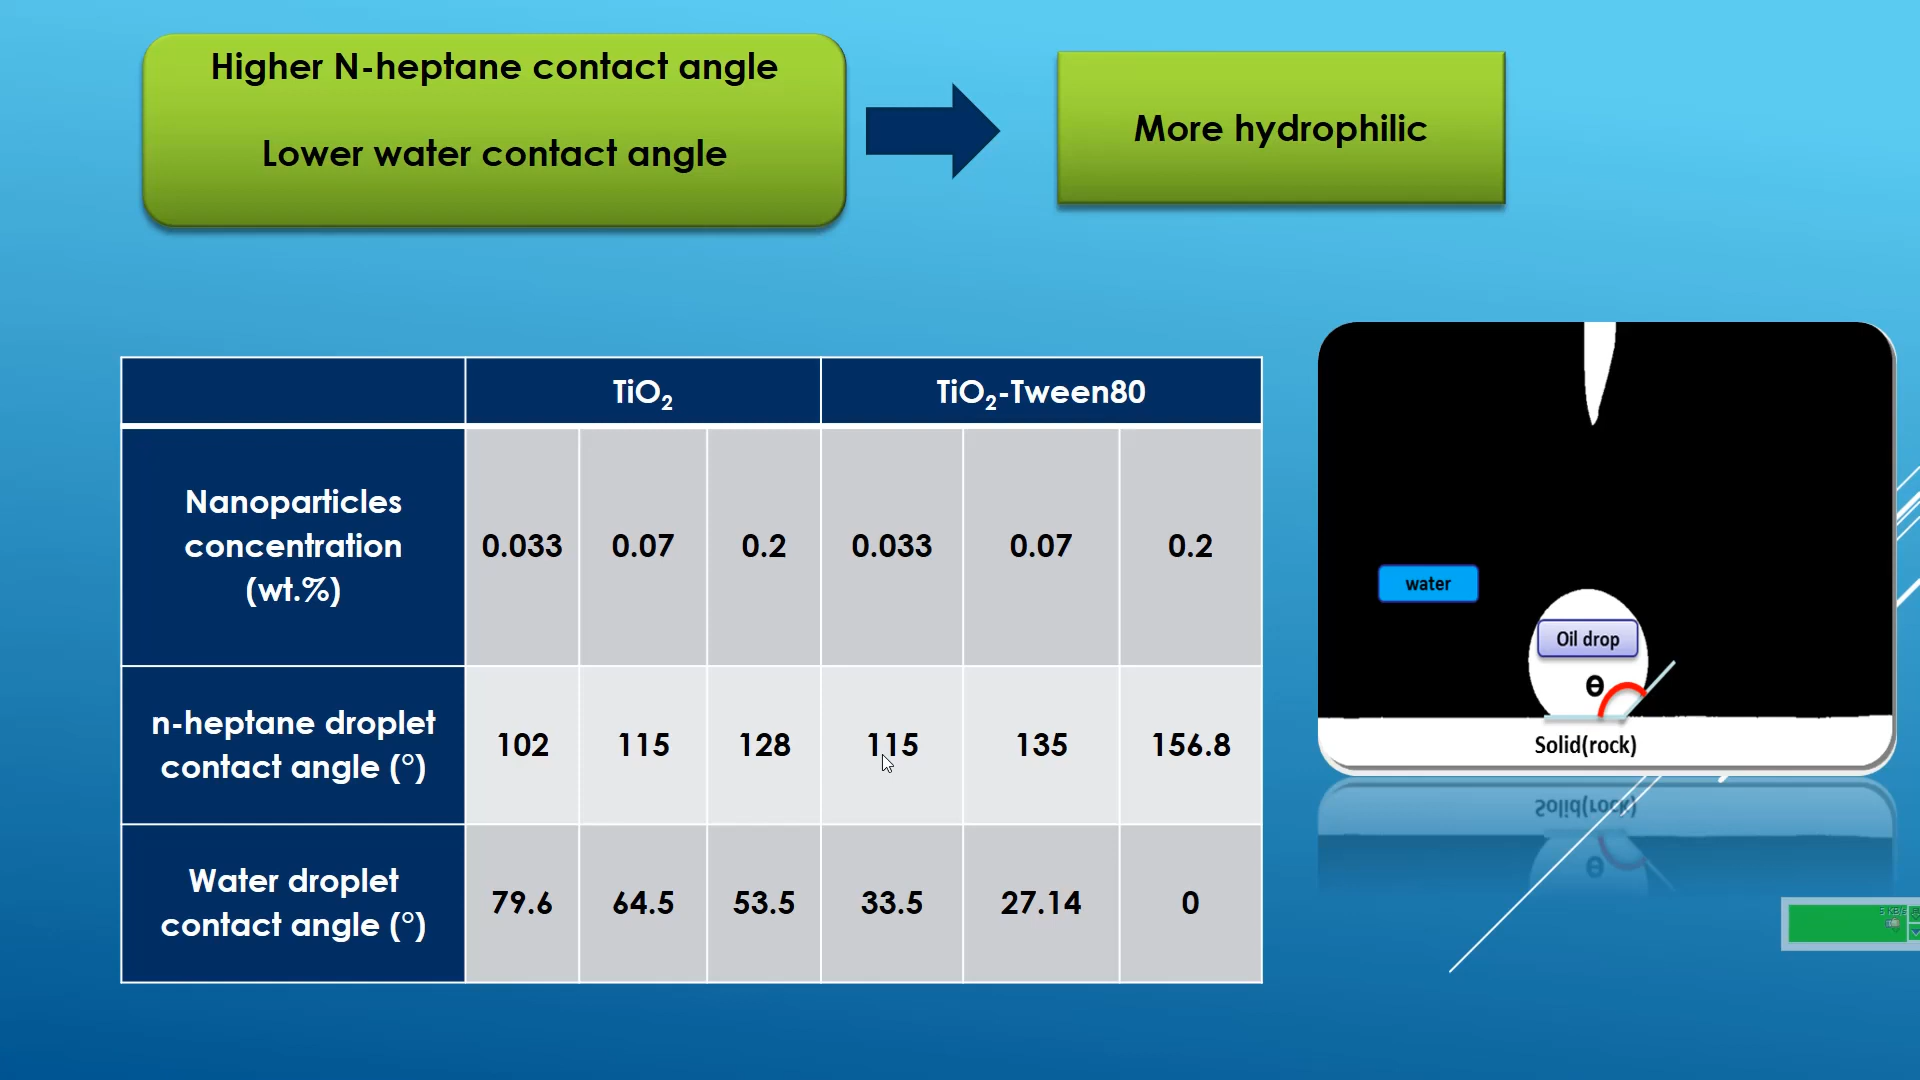 Higher N-heptane contact angle
Lower water contact angle
More hydrophilic
TiO2
TiO2-Tween80
Nanoparticles
concentration
(wt.%)
0.033
0.07
0.2
0.033
0.07
0.2
n-heptane droplet
contact angle (°)
102
115
128
115
135
156.8
Water droplet
contact angle (°)
79.6
64.5
53.5
33.5
27.14
0
water
Oil drop
Ө
Solid(rock)